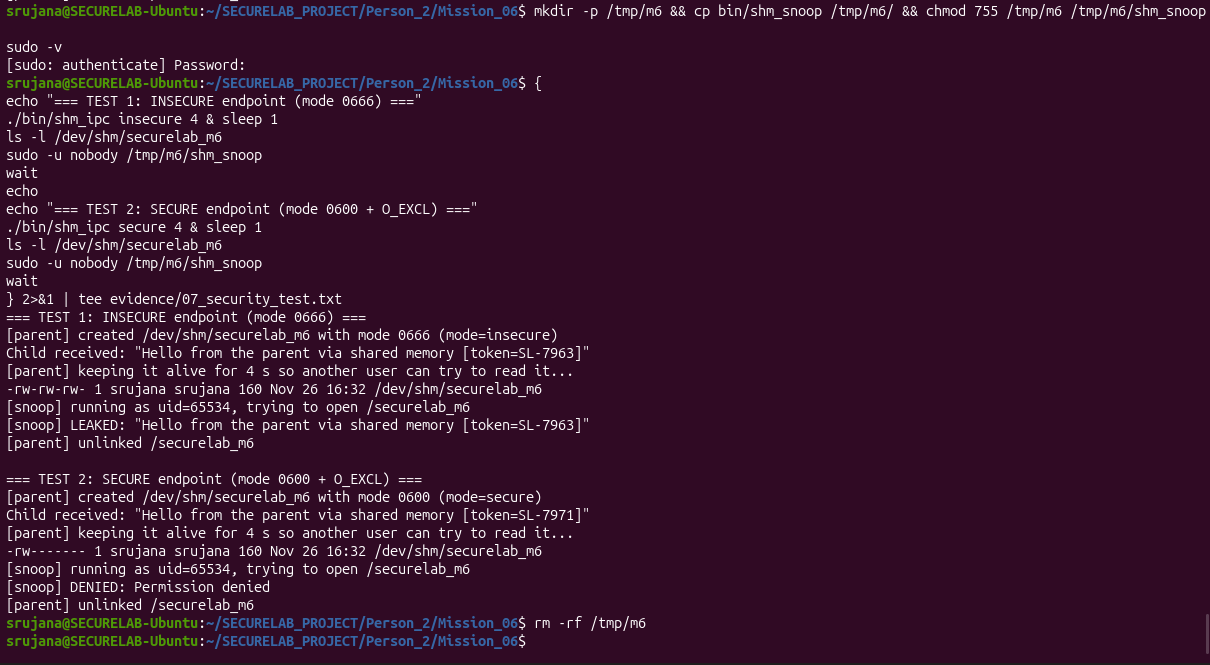 srujana@SECURELAB-Ubuntu:~/SECURELAB_PROJECT/Person_2/Mission_06$ mkdir -p /tmp/m6 && cp bin/shm_snoop /tmp/m6/ && chmod 755 /tmp/m6 /tmp/m6/shm_snoop
sudo -v
[sudo: authenticate] Password:
srujana@SECURELAB-Ubuntu:~/SECURELAB_PROJECT/Person_2/Mission_06$ {
echo "=== TEST 1: INSECURE endpoint (mode 0666) ==="
./bin/shm_ipc insecure 4 & sleep 1
ls -l /dev/shm/securelab_m6
sudo -u nobody /tmp/m6/shm_snoop
wait
echo
echo "=== TEST 2: SECURE endpoint (mode 0600 + O_EXCL) ==="
./bin/shm_ipc secure 4 & sleep 1
ls -l /dev/shm/securelab_m6
sudo -u nobody /tmp/m6/shm_snoop
wait
} 2>&1 | tee evidence/07_security_test.txt
=== TEST 1: INSECURE endpoint (mode 0666) ===
[parent] created /dev/shm/securelab_m6 with mode 0666 (mode=insecure)
Child received: "Hello from the parent via shared memory [token=SL-7963]"
[parent] keeping it alive for 4 s so another user can try to read it...
-rw-rw-rw- 1 srujana srujana 160 Nov 26 16:32 /dev/shm/securelab_m6
[snoop] running as uid=65534, trying to open /securelab_m6
[snoop] LEAKED: "Hello from the parent via shared memory [token=SL-7963]"
[parent] unlinked /securelab_m6
=== TEST 2: SECURE endpoint (mode 0600 + O_EXCL) ===
[parent] created /dev/shm/securelab_m6 with mode 0600 (mode=secure)
Child received: "Hello from the parent via shared memory [token=SL-7971]"
[parent] keeping it alive for 4 s so another user can try to read it...
-rw------- 1 srujana srujana 160 Nov 26 16:32 /dev/shm/securelab_m6
[snoop] running as uid=65534, trying to open /securelab_m6
[snoop] DENIED: Permission denied
[parent] unlinked /securelab_m6
srujana@SECURELAB-Ubuntu:~/SECURELAB_PROJECT/Person_2/Mission_06$ rm -rf /tmp/m6
srujana@SECURELAB-Ubuntu:~/SECURELAB_PROJECT/Person_2/Mission_06$